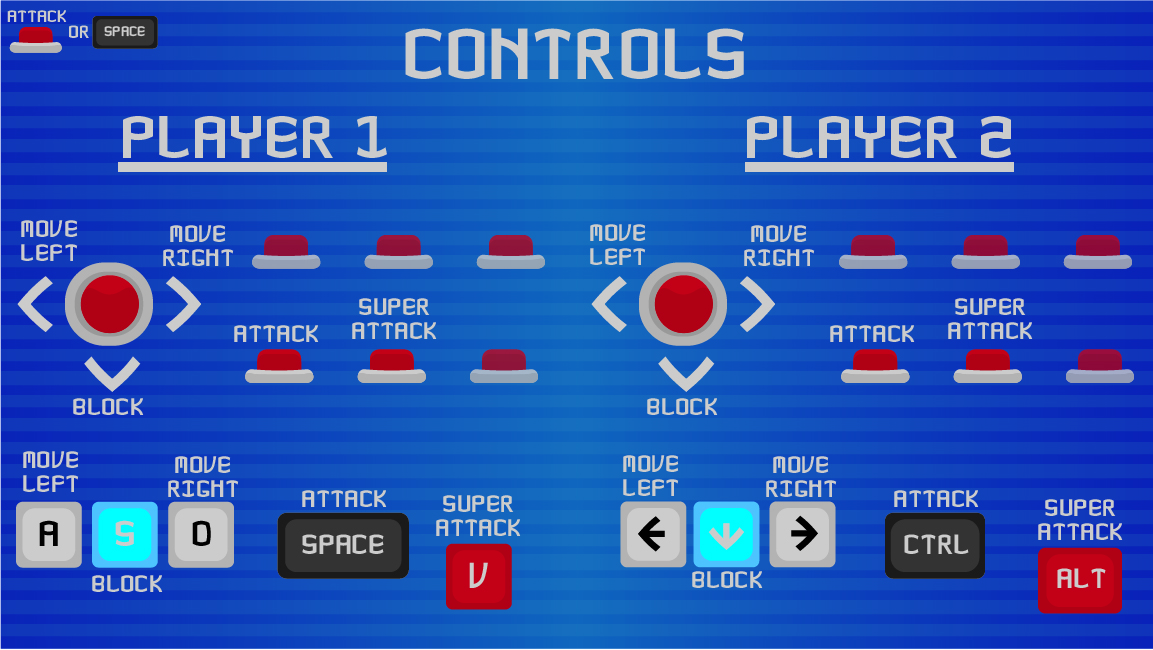 ATTACK
OR SPACE
CONTROLS
PLAYER 1
PLAYER 2
MOVE
LEFT
MOVE
RIGHT
SUPER
ATTACK
ATTACK
BLOCK
MOVE
LEFT
MOVE
RIGHT
SUPER
ATTACK
ATTACK
BLOCK
MOVE
LEFT
MOVE
RIGHT
ATTACK
SUPER
ATTACK
A S D
SPACE
V
BLOCK
MOVE
LEFT
MOVE
RIGHT
ATTACK
SUPER
ATTACK
← ↓ →
CTRL
ALT
BLOCK